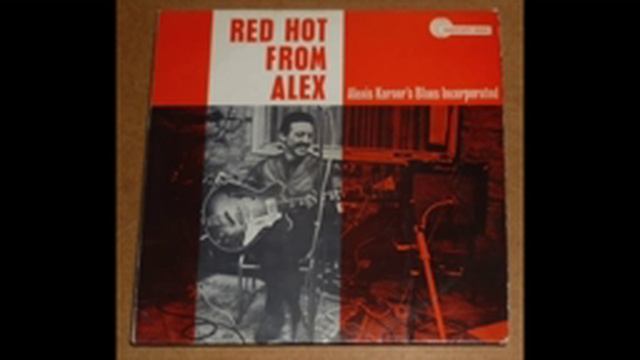 RED HOT
FROM
ALEX
Alexis Korner's Blues Incorporated